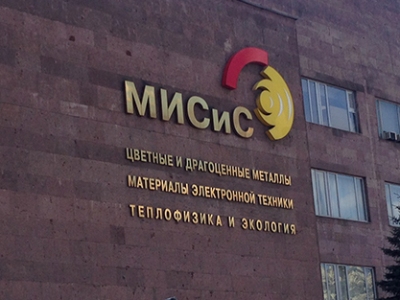 МИСиС
ЦВЕТНЫЕ И ДРАГОЦЕННЫЕ МЕТАЛЛЫ
МАТЕРИАЛЫ ЭЛЕКТРОННОЙ ТЕХНИКИ
ТЕПЛОФИЗИКА И ЭКОЛОГИЯ